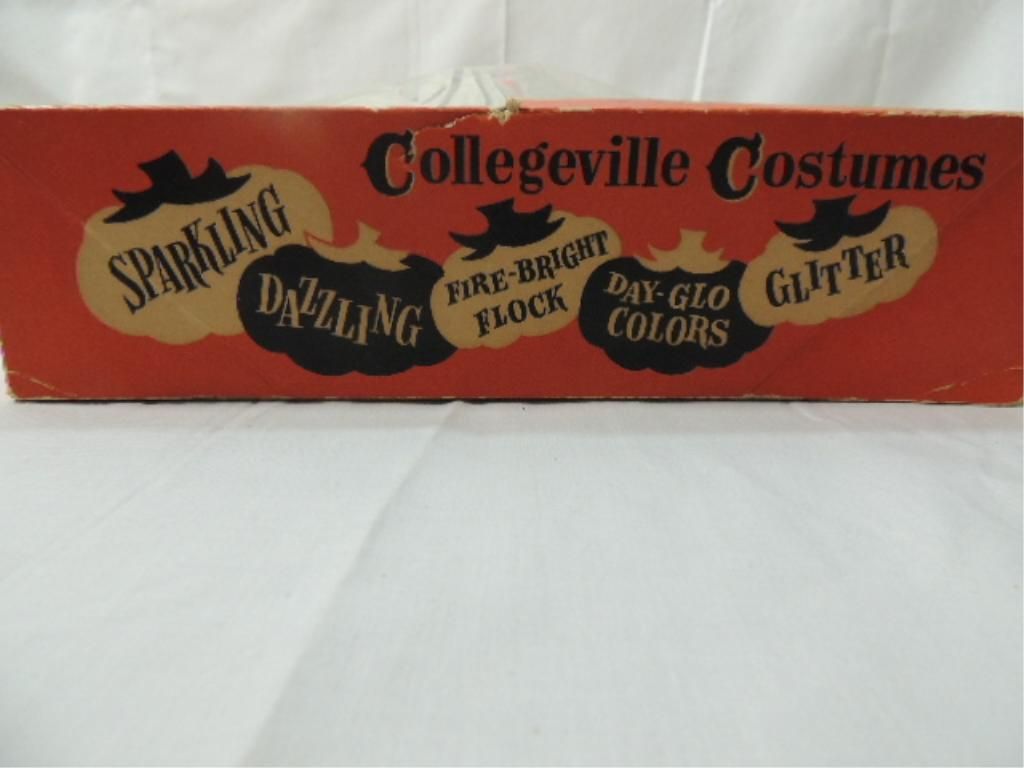 Collegeville Costumes
SPARKLING
DAZZLING
FIRE-BRIGHT
FLOCK
DAY-GLO
COLORS
GLITTER